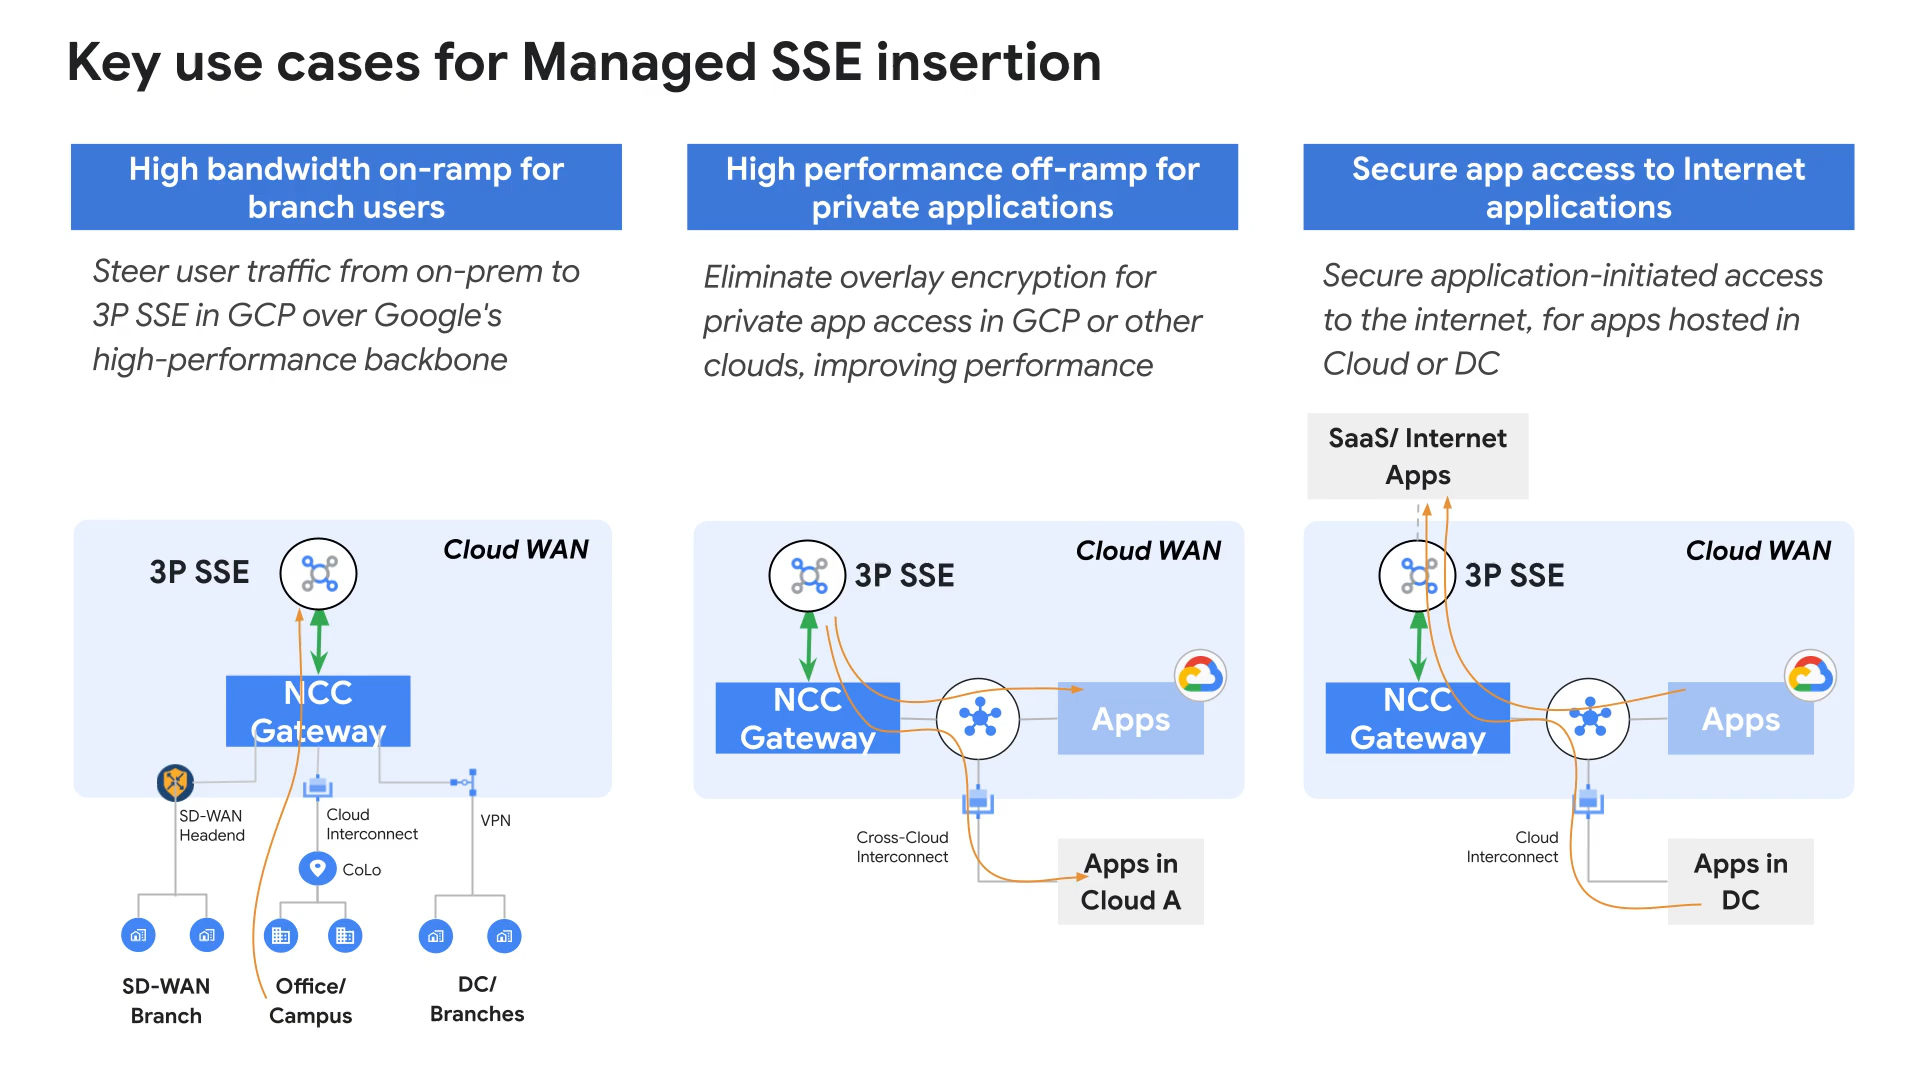 Key use cases for Managed SSE insertion
High bandwidth on-ramp for
branch users
Steer user traffic from on-prem to
3P SSE in GCP over Google's
high-performance backbone
3P SSE
Cloud WAN
NCC
Gateway
SD-WAN
Headend
Cloud
Interconnect
VPN
CoLo
SD-WAN
Branch
Office/
Campus
DC/
Branches
High performance off-ramp for
private applications
Eliminate overlay encryption for
private app access in GCP or other
clouds, improving performance
3P SSE
Cloud WAN
NCC
Gateway
Apps
Cross-Cloud
Interconnect
Apps in
Cloud A
Secure app access to Internet
applications
Secure application-initiated access
to the internet, for apps hosted in
Cloud or DC
SaaS/ Internet
Apps
3P SSE
Cloud WAN
NCC
Gateway
Apps
Cloud
Interconnect
Apps in
DC